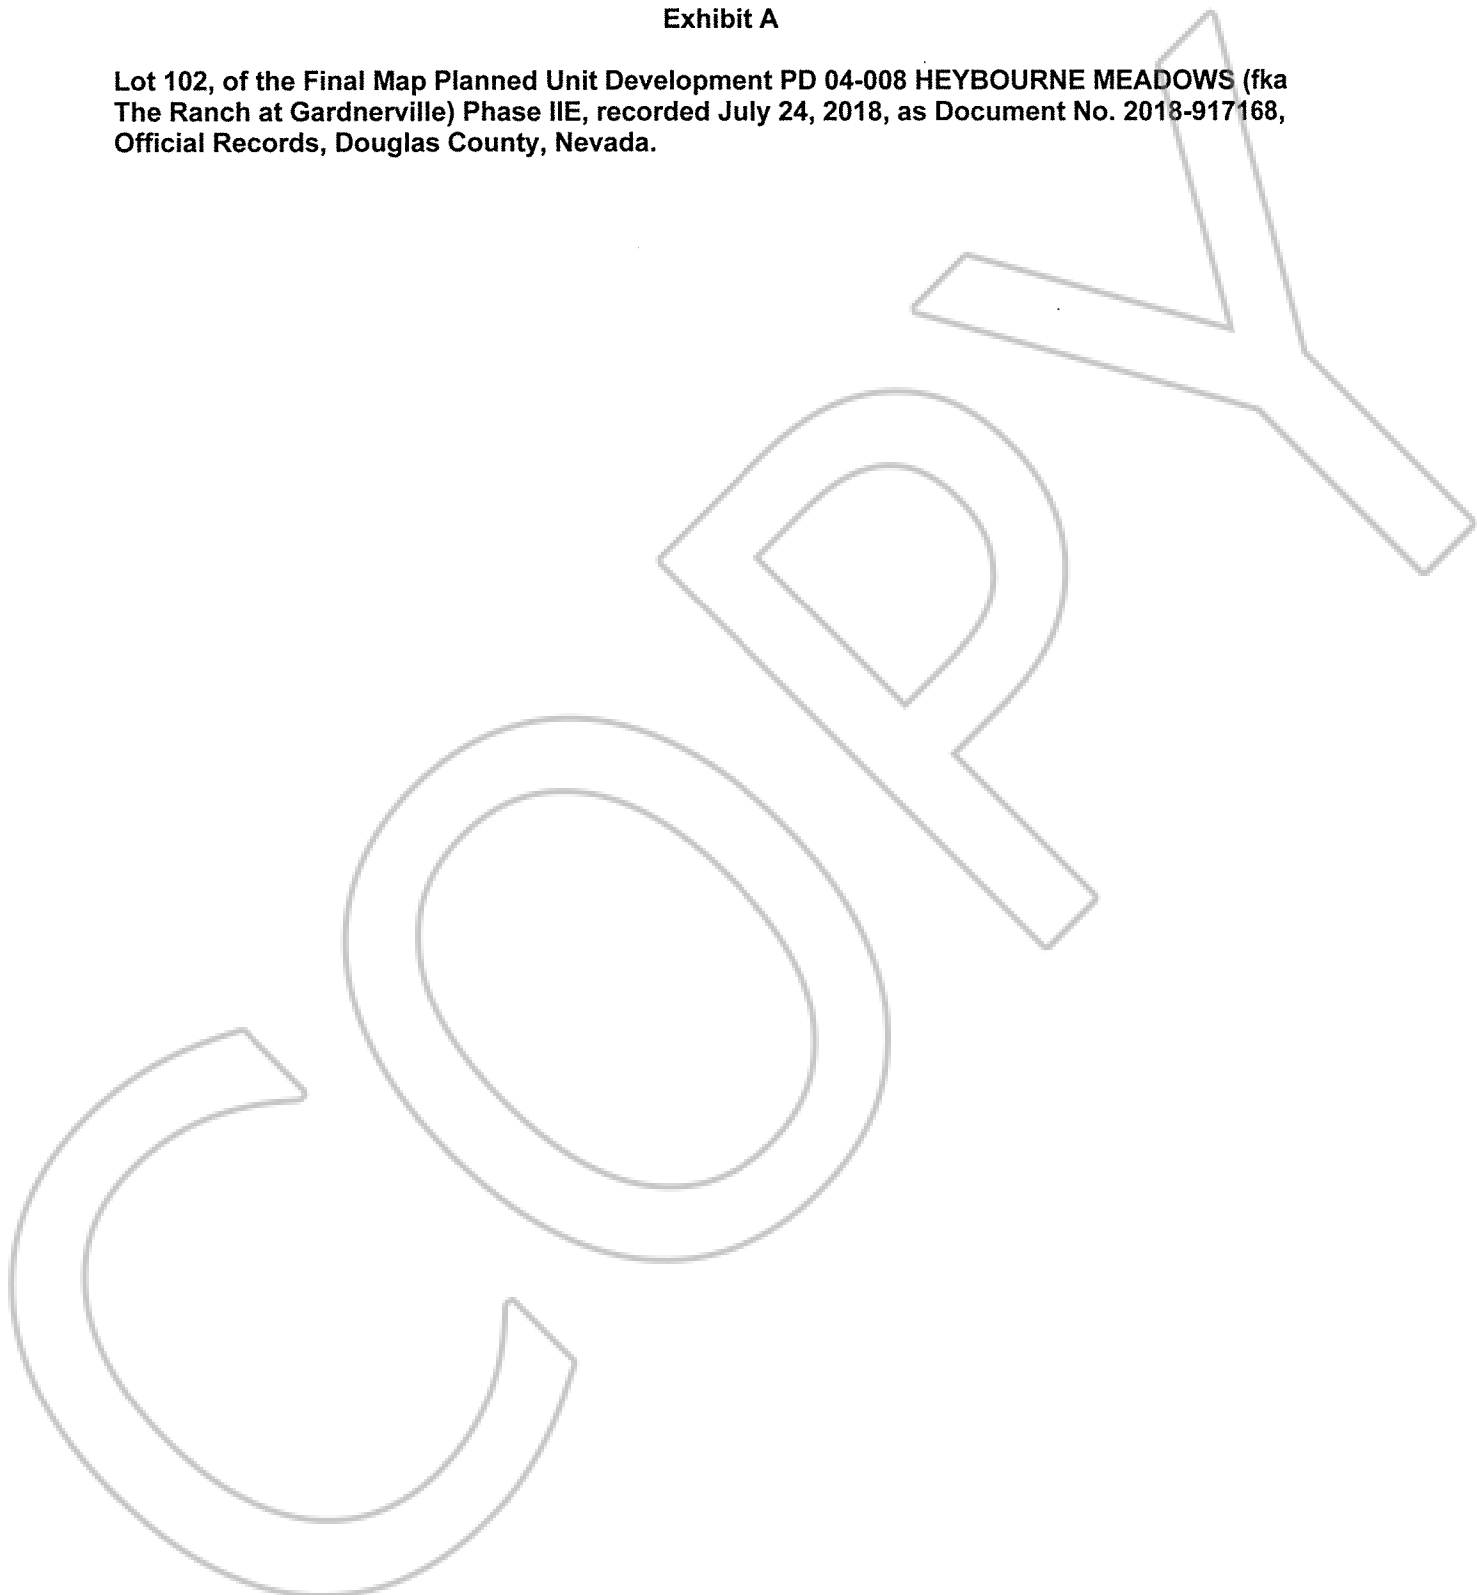 Exhibit A
Lot 102, of the Final Map Planned Unit Development PD 04-008 HEYBOURNE MEADOWS (fka
The Ranch at Gardnerville) Phase IIE, recorded July 24, 2018, as Document No. 2018-917168,
Official Records, Douglas County, Nevada.
COPY